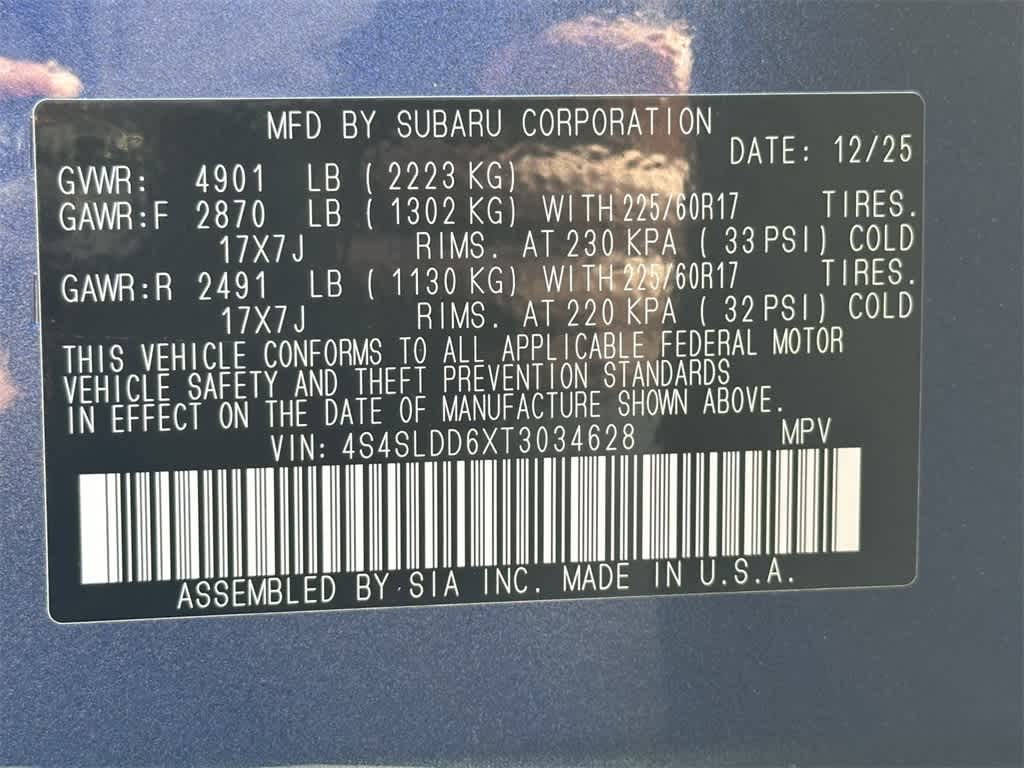 MFD BY SUBARU CORPORATION
DATE: 12/25
GVWR: 4901 LB ( 2223 KG)
GAWR:F 2870 LB ( 1302 KG) WITH 225/60R17 TIRES.
17X7J RIMS. AT 230 KPA ( 33 PSI) COLD
GAWR:R 2491 LB ( 1130 KG) WITH 225/60R17 TIRES.
17X7J RIMS. AT 220 KPA ( 32 PSI) COLD
THIS VEHICLE CONFORMS TO ALL APPLICABLE FEDERAL MOTOR
VEHICLE SAFETY AND THEFT PREVENTION STANDARDS
IN EFFECT ON THE DATE OF MANUFACTURE SHOWN ABOVE.
VIN: 4S4SLDD6XT3034628 MPV
ASSEMBLED BY SIA INC. MADE IN U.S.A.